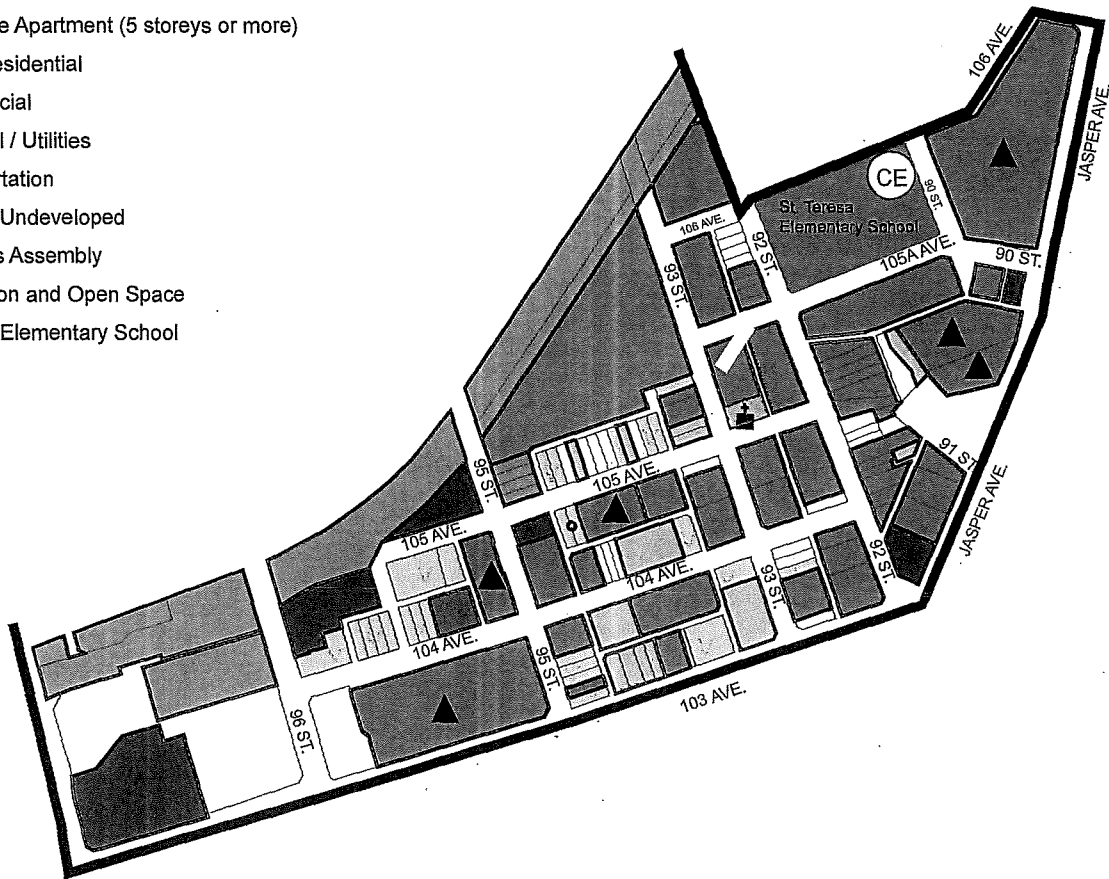 e Apartment (5 storeys or more)
esidential
cial
l / Utilities
rtation
Undeveloped
s Assembly
on and Open Space
Elementary School
106 AVE.
JASPER AVE.
CE
90 ST.
St. Teresa
Elementary School
106 AVE.
92 ST.
105A AVE.
90 ST.
93 ST.
95 ST.
105 AVE.
91 ST.
JASPER AVE.
105 AVE.
92 ST.
104 AVE.
93 ST.
104 AVE.
95 ST.
103 AVE.
96 ST.